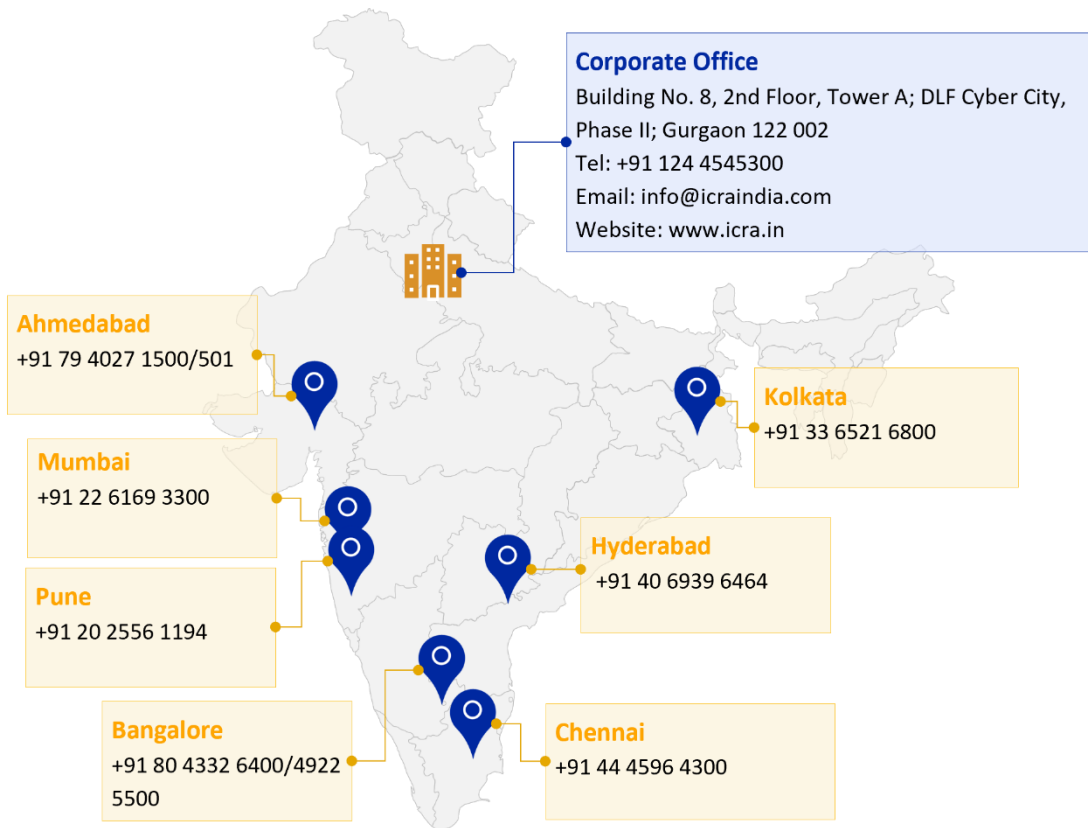 Corporate Office
Building No. 8, 2nd Floor, Tower A; DLF Cyber City,
Phase II; Gurgaon 122 002
Tel: +91 124 4545300
Email: info@icraindia.com
Website: www.icra.in
Ahmedabad
+91 79 4027 1500/501
Kolkata
+91 33 6521 6800
Mumbai
+91 22 6169 3300
Hyderabad
+91 40 6939 6464
Pune
+91 20 2556 1194
Bangalore
+91 80 4332 6400/4922
5500
Chennai
+91 44 4596 4300